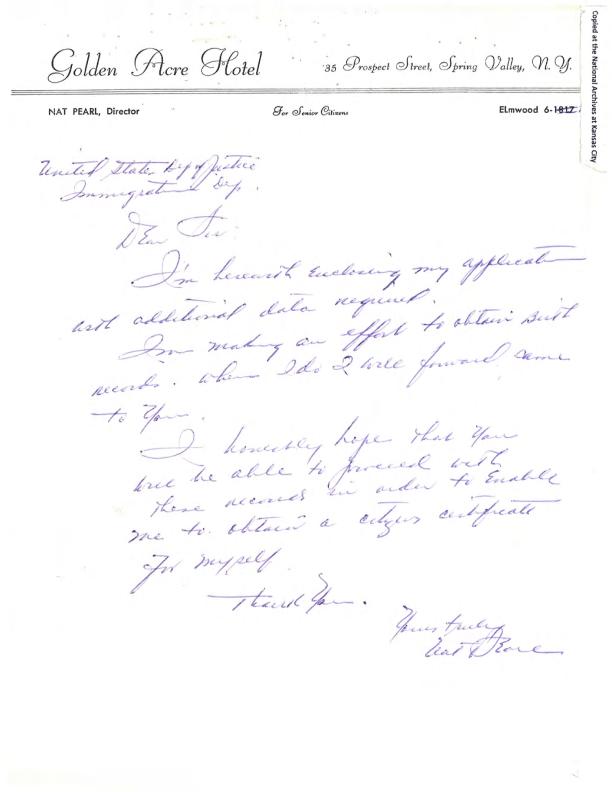 Golden Acre Hotel
35 Prospect Street, Spring Valley, N. Y.
NAT PEARL, Director
For Senior Citizens
ELmwood 6-1817
Copied at the National Archives at Kansas City
United State Dep of Justice
Immigration Dep.
Dear Sir:
I'm herewith enclosing my application
with additional data required.
I'm making an effort to obtain Birth
records. When I do I will forward same
to You.
I honestly hope that You
will be able to proceed with
these records in order to Enable
me to obtain a citizens certificate
for myself.
Thank You.
Yours truly
Nat Pearl